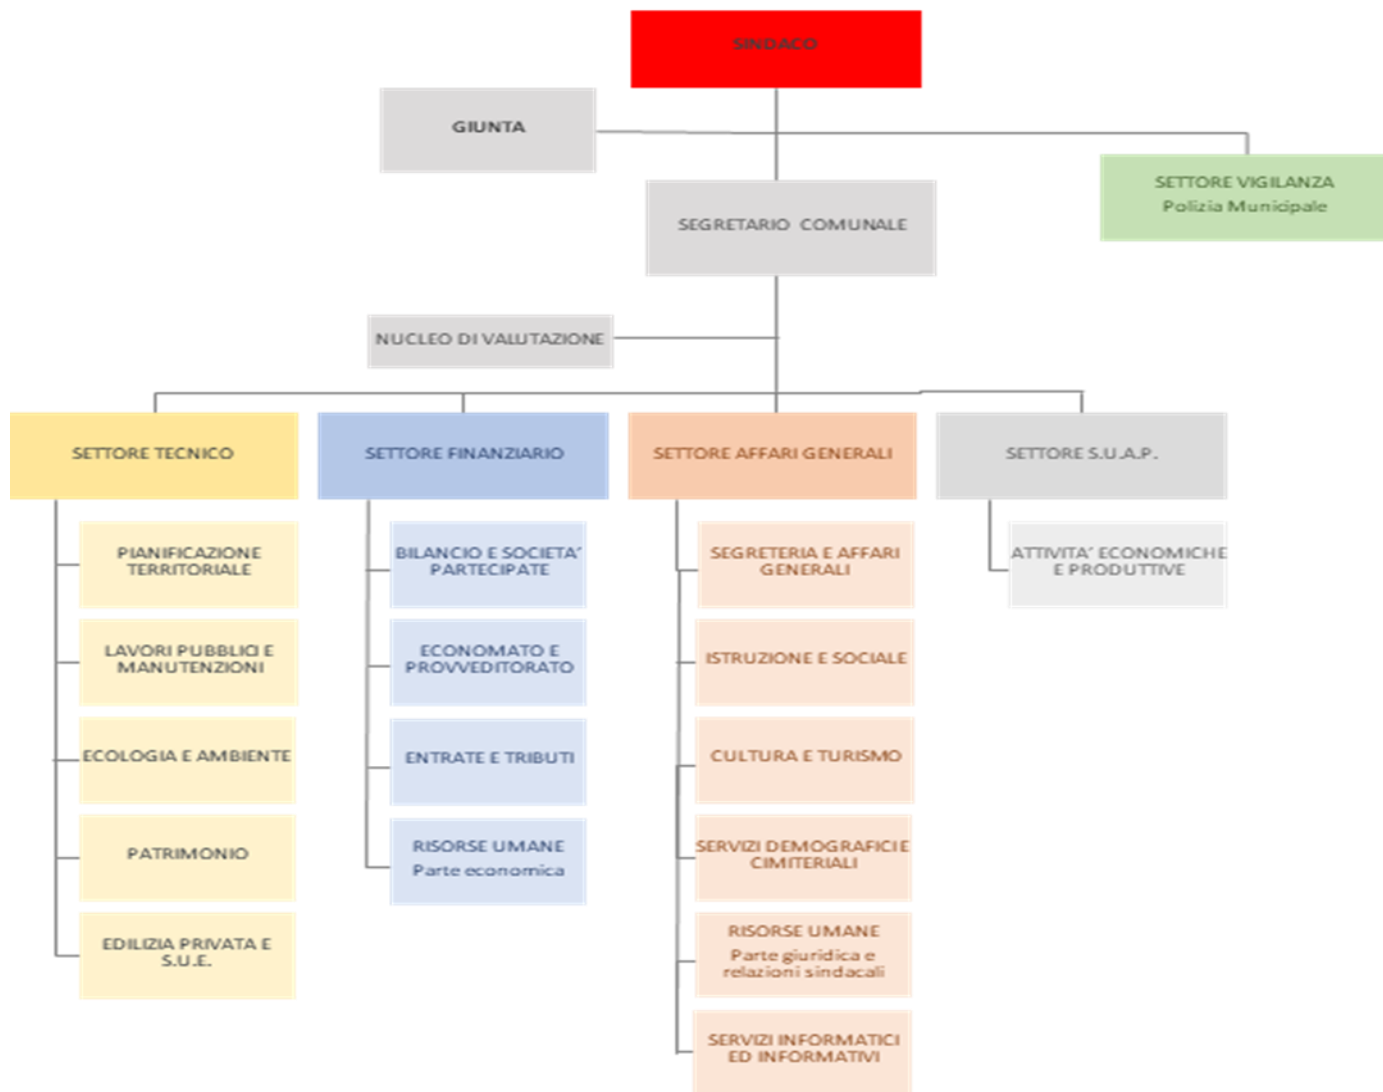 SINDACO
GIUNTA
SETTORE VIGILANZA
Polizia Municipale
SEGRETARIO COMUNALE
NUCLEO DI VALUTAZIONE
SETTORE TECNICO
SETTORE FINANZIARIO
SETTORE AFFARI GENERALI
SETTORE S.U.A.P.
PIANIFICAZIONE
TERRITORIALE
LAVORI PUBBLICI E
MANUTENZIONI
ECOLOGIA E AMBIENTE
PATRIMONIO
EDILIZIA PRIVATA E
S.U.E.
BILANCIO E SOCIETA’
PARTECIPATE
ECONOMATO E
PROVVEDITORATO
ENTRATE E TRIBUTI
RISORSE UMANE
Parte economica
SEGRETERIA E AFFARI
GENERALI
ISTRUZIONE E SOCIALE
CULTURA E TURISMO
SERVIZI DEMOGRAFICI E
CIMITERIALI
RISORSE UMANE
Parte giuridica e
relazioni sindacali
SERVIZI INFORMATICI
ED INFORMATIVI
ATTIVITA’ ECONOMICHE
E PRODUTTIVE